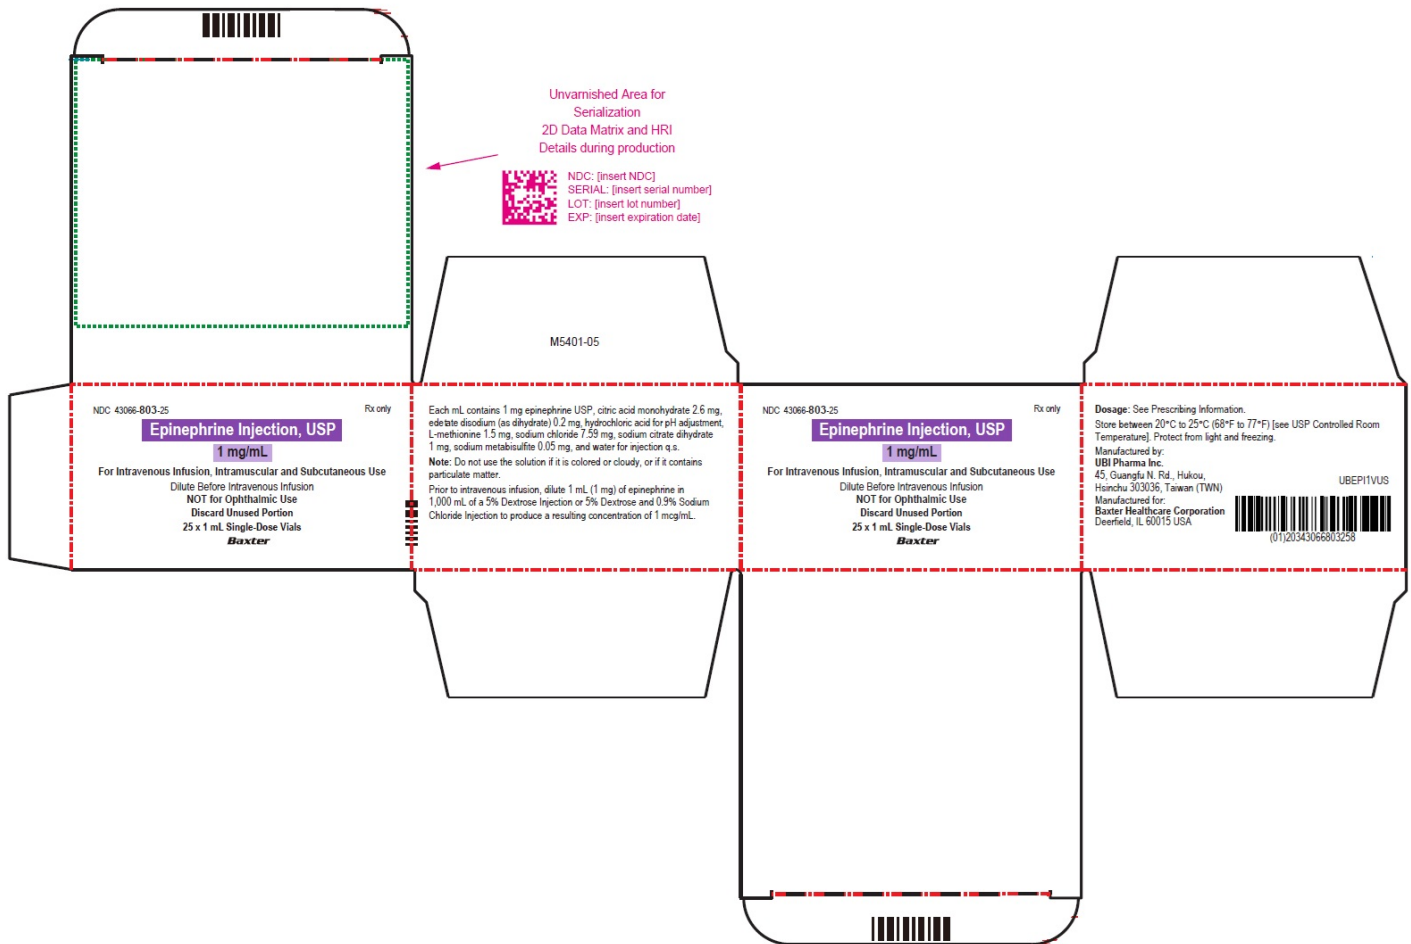 Unvarnished Area for
Serialization
2D Data Matrix and HRI
Details during production
NDC: [insert NDC]
SERIAL: [insert serial number]
LOT: [insert lot number]
EXP: [insert expiration date]
M5401-05
NDC 43066-803-25
Rx only
Epinephrine Injection, USP
1 mg/mL
For Intravenous Infusion, Intramuscular and Subcutaneous Use
Dilute Before Intravenous Infusion
NOT for Ophthalmic Use
Discard Unused Portion
25 x 1 mL Single-Dose Vials
Baxter
Each mL contains 1 mg epinephrine USP, citric acid monohydrate 2.6 mg,
edetate disodium (as dihydrate) 0.2 mg, hydrochloric acid for pH adjustment,
L-methionine 1.5 mg, sodium chloride 7.59 mg, sodium citrate dihydrate
1 mg, sodium metabisulfite 0.05 mg, and water for injection q.s.
Note: Do not use the solution if it is colored or cloudy, or if it contains
particulate matter.
Prior to intravenous infusion, dilute 1 mL (1 mg) of epinephrine in
1,000 mL of a 5% Dextrose Injection or 5% Dextrose and 0.9% Sodium
Chloride Injection to produce a resulting concentration of 1 mcg/mL.
NDC 43066-803-25
Rx only
Epinephrine Injection, USP
1 mg/mL
For Intravenous Infusion, Intramuscular and Subcutaneous Use
Dilute Before Intravenous Infusion
NOT for Ophthalmic Use
Discard Unused Portion
25 x 1 mL Single-Dose Vials
Baxter
Dosage: See Prescribing Information.
Store between 20°C to 25°C (68°F to 77°F) [see USP Controlled Room
Temperature]. Protect from light and freezing.
Manufactured by:
UBI Pharma Inc.
45, Guangfu N. Rd., Hukou,
Hsinchu 303036, Taiwan (TWN)
Manufactured for:
Baxter Healthcare Corporation
Deerfield, IL 60015 USA
UBEPI1VUS
(01)20343066803258